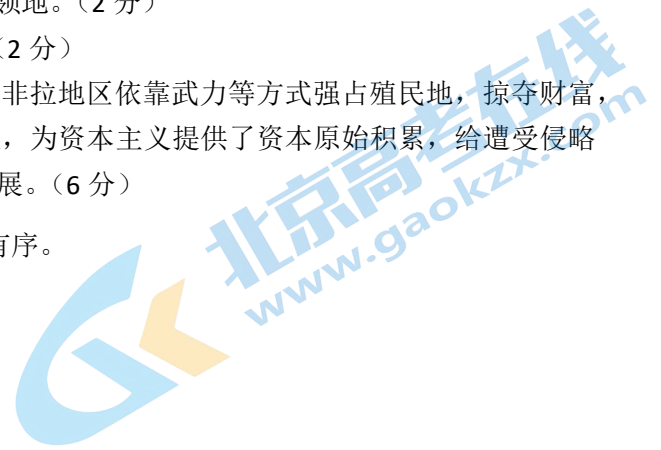 领地。（2 分）
（2 分）
非拉地区依靠武力等方式强占殖民地，掠夺财富，
，为资本主义提供了资本原始积累，给遭受侵略
展。（6 分）
有序。
北京高考在线
www.gaokzx.com